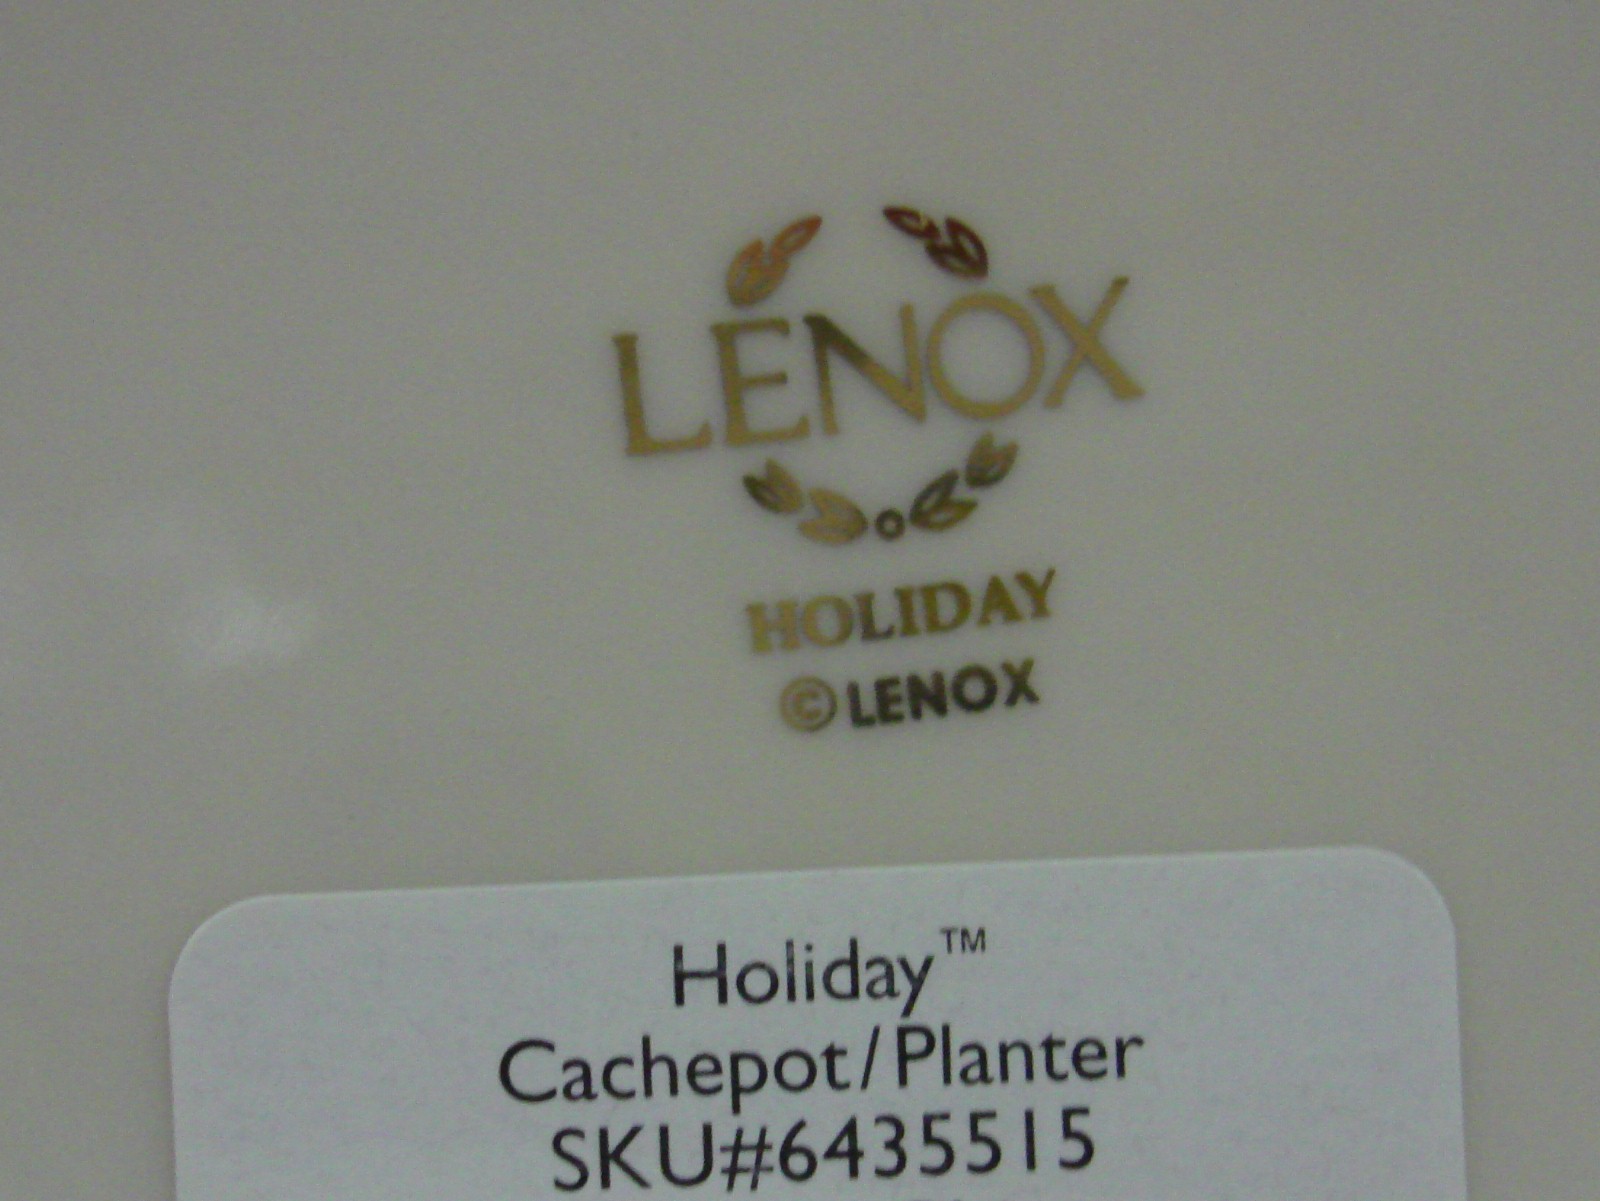 LENOX
HOLIDAY
© LENOX
Holiday™
Cachepot/Planter
SKU#6435515